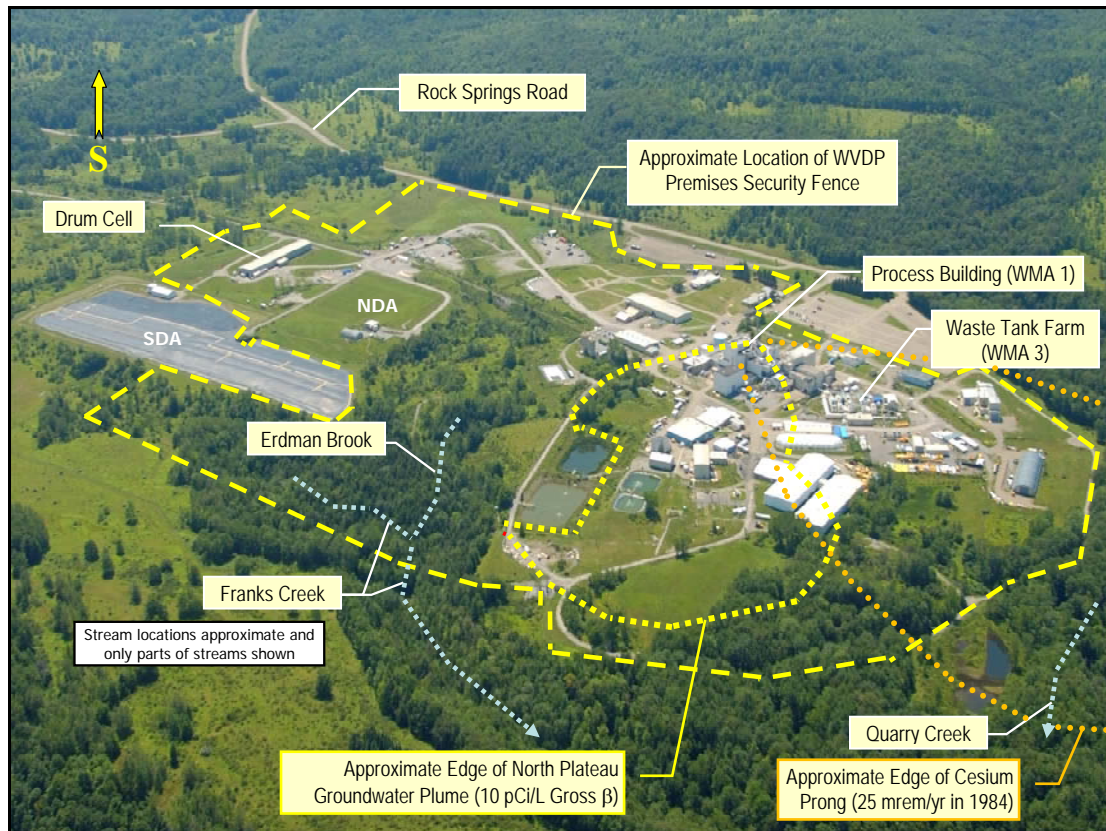 Rock Springs Road
S
Approximate Location of WVDP
Premises Security Fence
Drum Cell
Process Building (WMA 1)
NDA
Waste Tank Farm
(WMA 3)
SDA
Erdman Brook
Franks Creek
Stream locations approximate and
only parts of streams shown
Quarry Creek
Approximate Edge of North Plateau
Groundwater Plume (10 pCi/L Gross β)
Approximate Edge of Cesium
Prong (25 mrem/yr in 1984)